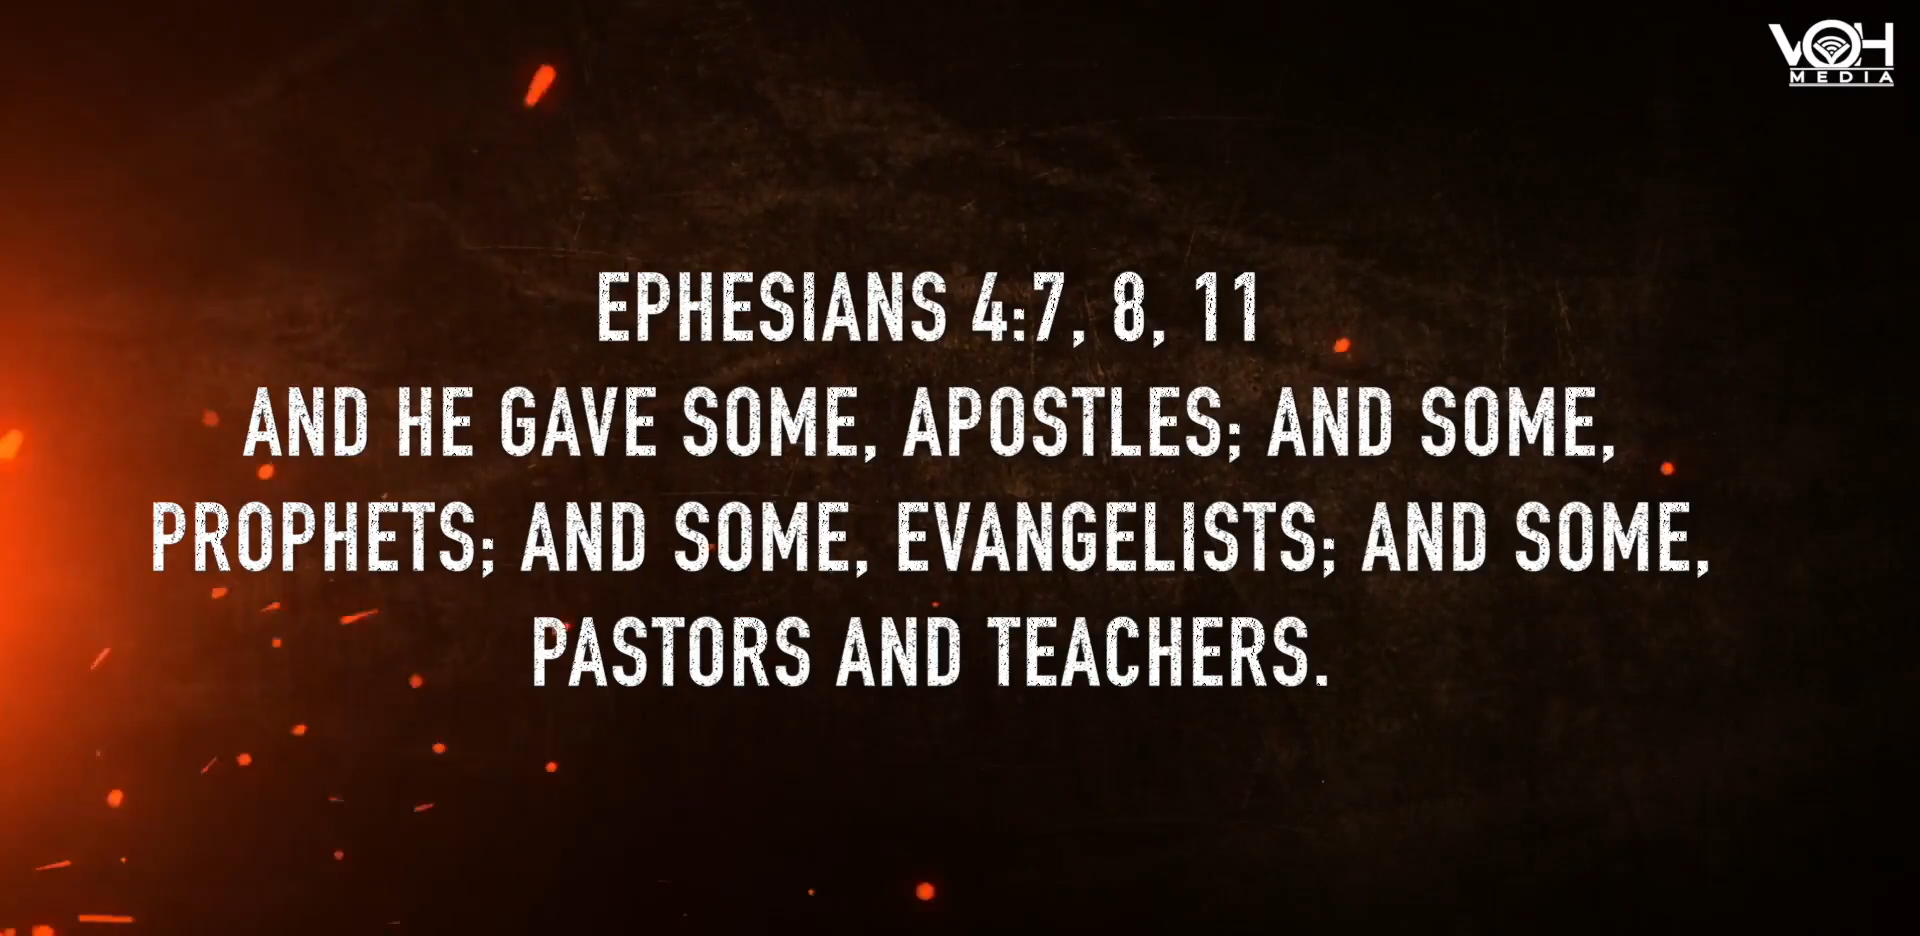 VOH
MEDIA
EPHESIANS 4:7, 8, 11
AND HE GAVE SOME, APOSTLES; AND SOME,
PROPHETS; AND SOME, EVANGELISTS; AND SOME,
PASTORS AND TEACHERS.